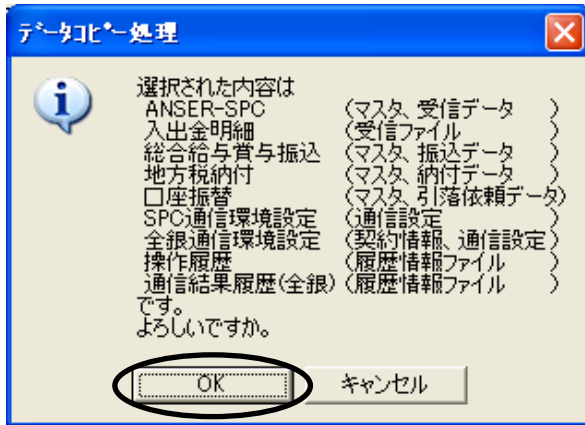 ﾃﾞｰﾀｺﾋﾟｰ処理
選択された内容は
ANSER-SPC （マスタ、受信データ ）
入出金明細 （受信ファイル ）
総合給与賞与振込 （マスタ、振込データ ）
地方税納付 （マスタ、納付データ ）
口座振替 （マスタ、引落依頼データ）
SPC通信環境設定 （通信設定 ）
全銀通信環境設定 （契約情報、通信設定）
操作履歴 （履歴情報ファイル ）
通信結果履歴(全銀) （履歴情報ファイル ）
です。
よろしいですか。
OK キャンセル